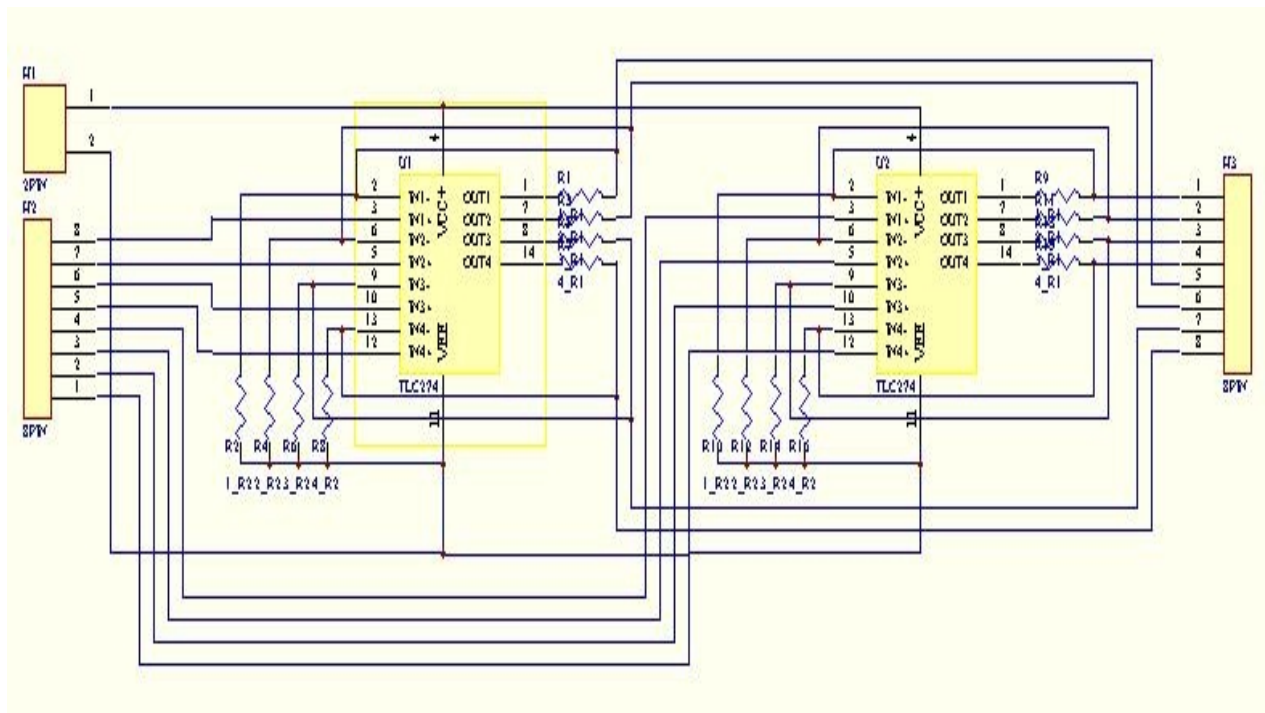 1
2
2PIN
8
7
6
5
4
3
2
1
8PIN
U1
4
2 IN1- OUT1 1
3 IN1+ OUT2 7
6 IN2- OUT3 8
5 IN2+ OUT4 14
9 IN3-
10 IN3+
13 IN4-
12 IN4+
VCC+
TLC274
11
R1
4_R1
R2 R4 R6 R8
1_R2 2_R2 3_R2 4_R2
U2
4
2 IN1- OUT1 1
3 IN1+ OUT2 7
6 IN2- OUT3 8
5 IN2+ OUT4 14
9 IN3-
10 IN3+
13 IN4-
12 IN4+
VCC+
TLC274
11
R9
4_R1
R10 R12 R14 R16
1_R2 2_R2 3_R2 4_R2
1
2
3
4
5
6
7
8
8PIN